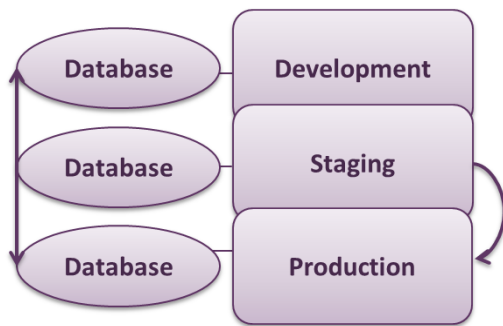 Database
Development
Database
Staging
Database
Production